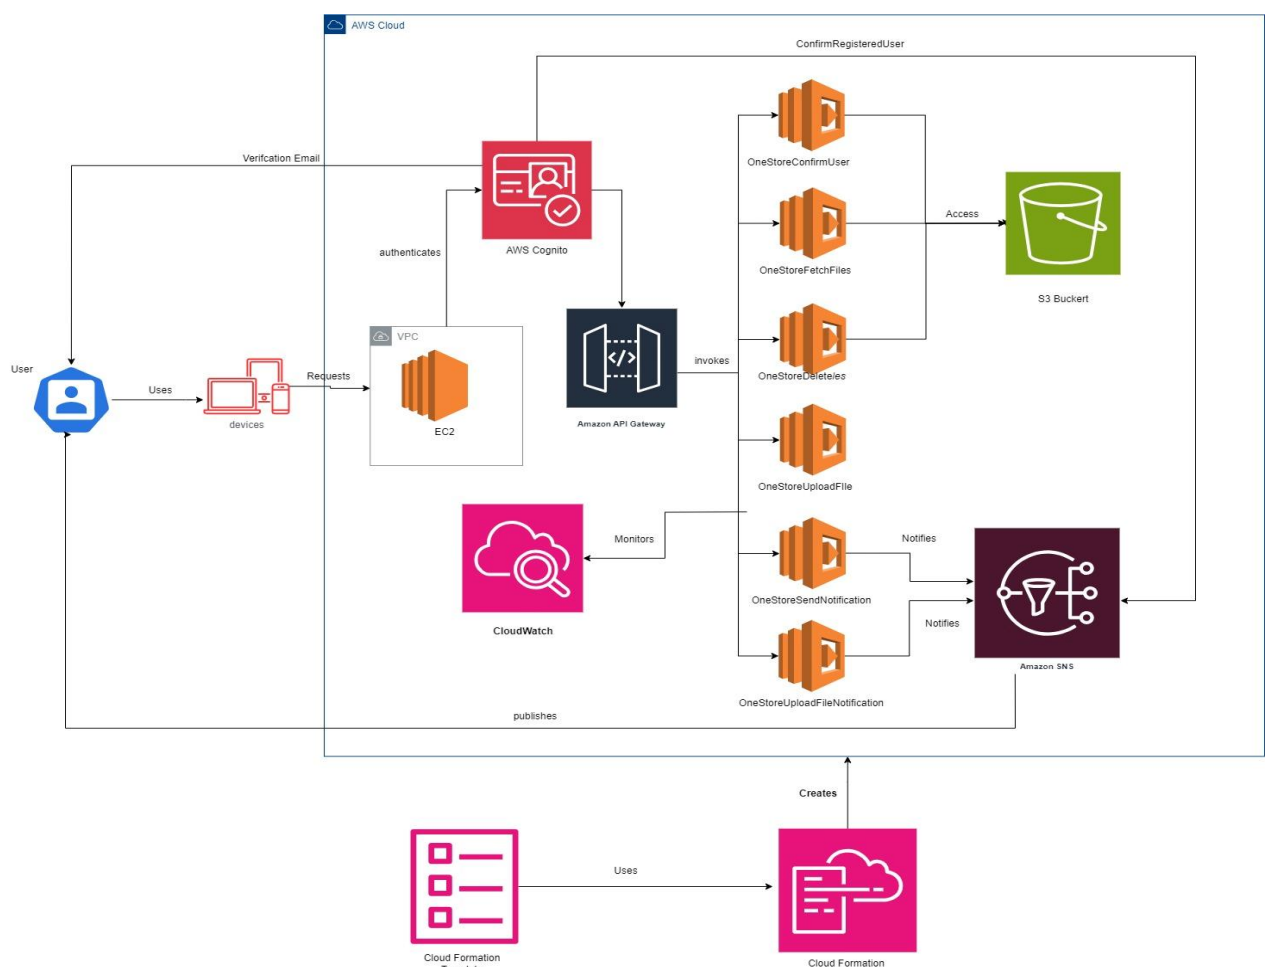 AWS Cloud
ConfirmRegisteredUser
Verifcation Email
OneStoreConfirmUser
Access
authenticates
AWS Cognito
OneStoreFetchFiles
S3 Buckert
VPC
invokes
User
Requests
OneStoreDeleteles
Uses
devices
EC2
Amazon API Gateway
OneStoreUploadFIle
Monitors
Notifies
OneStoreSendNotification
CloudWatch
Notifies
Amazon SNS
OneStoreUploadFileNotification
publishes
Creates
Uses
Cloud Formation
Cloud Formation